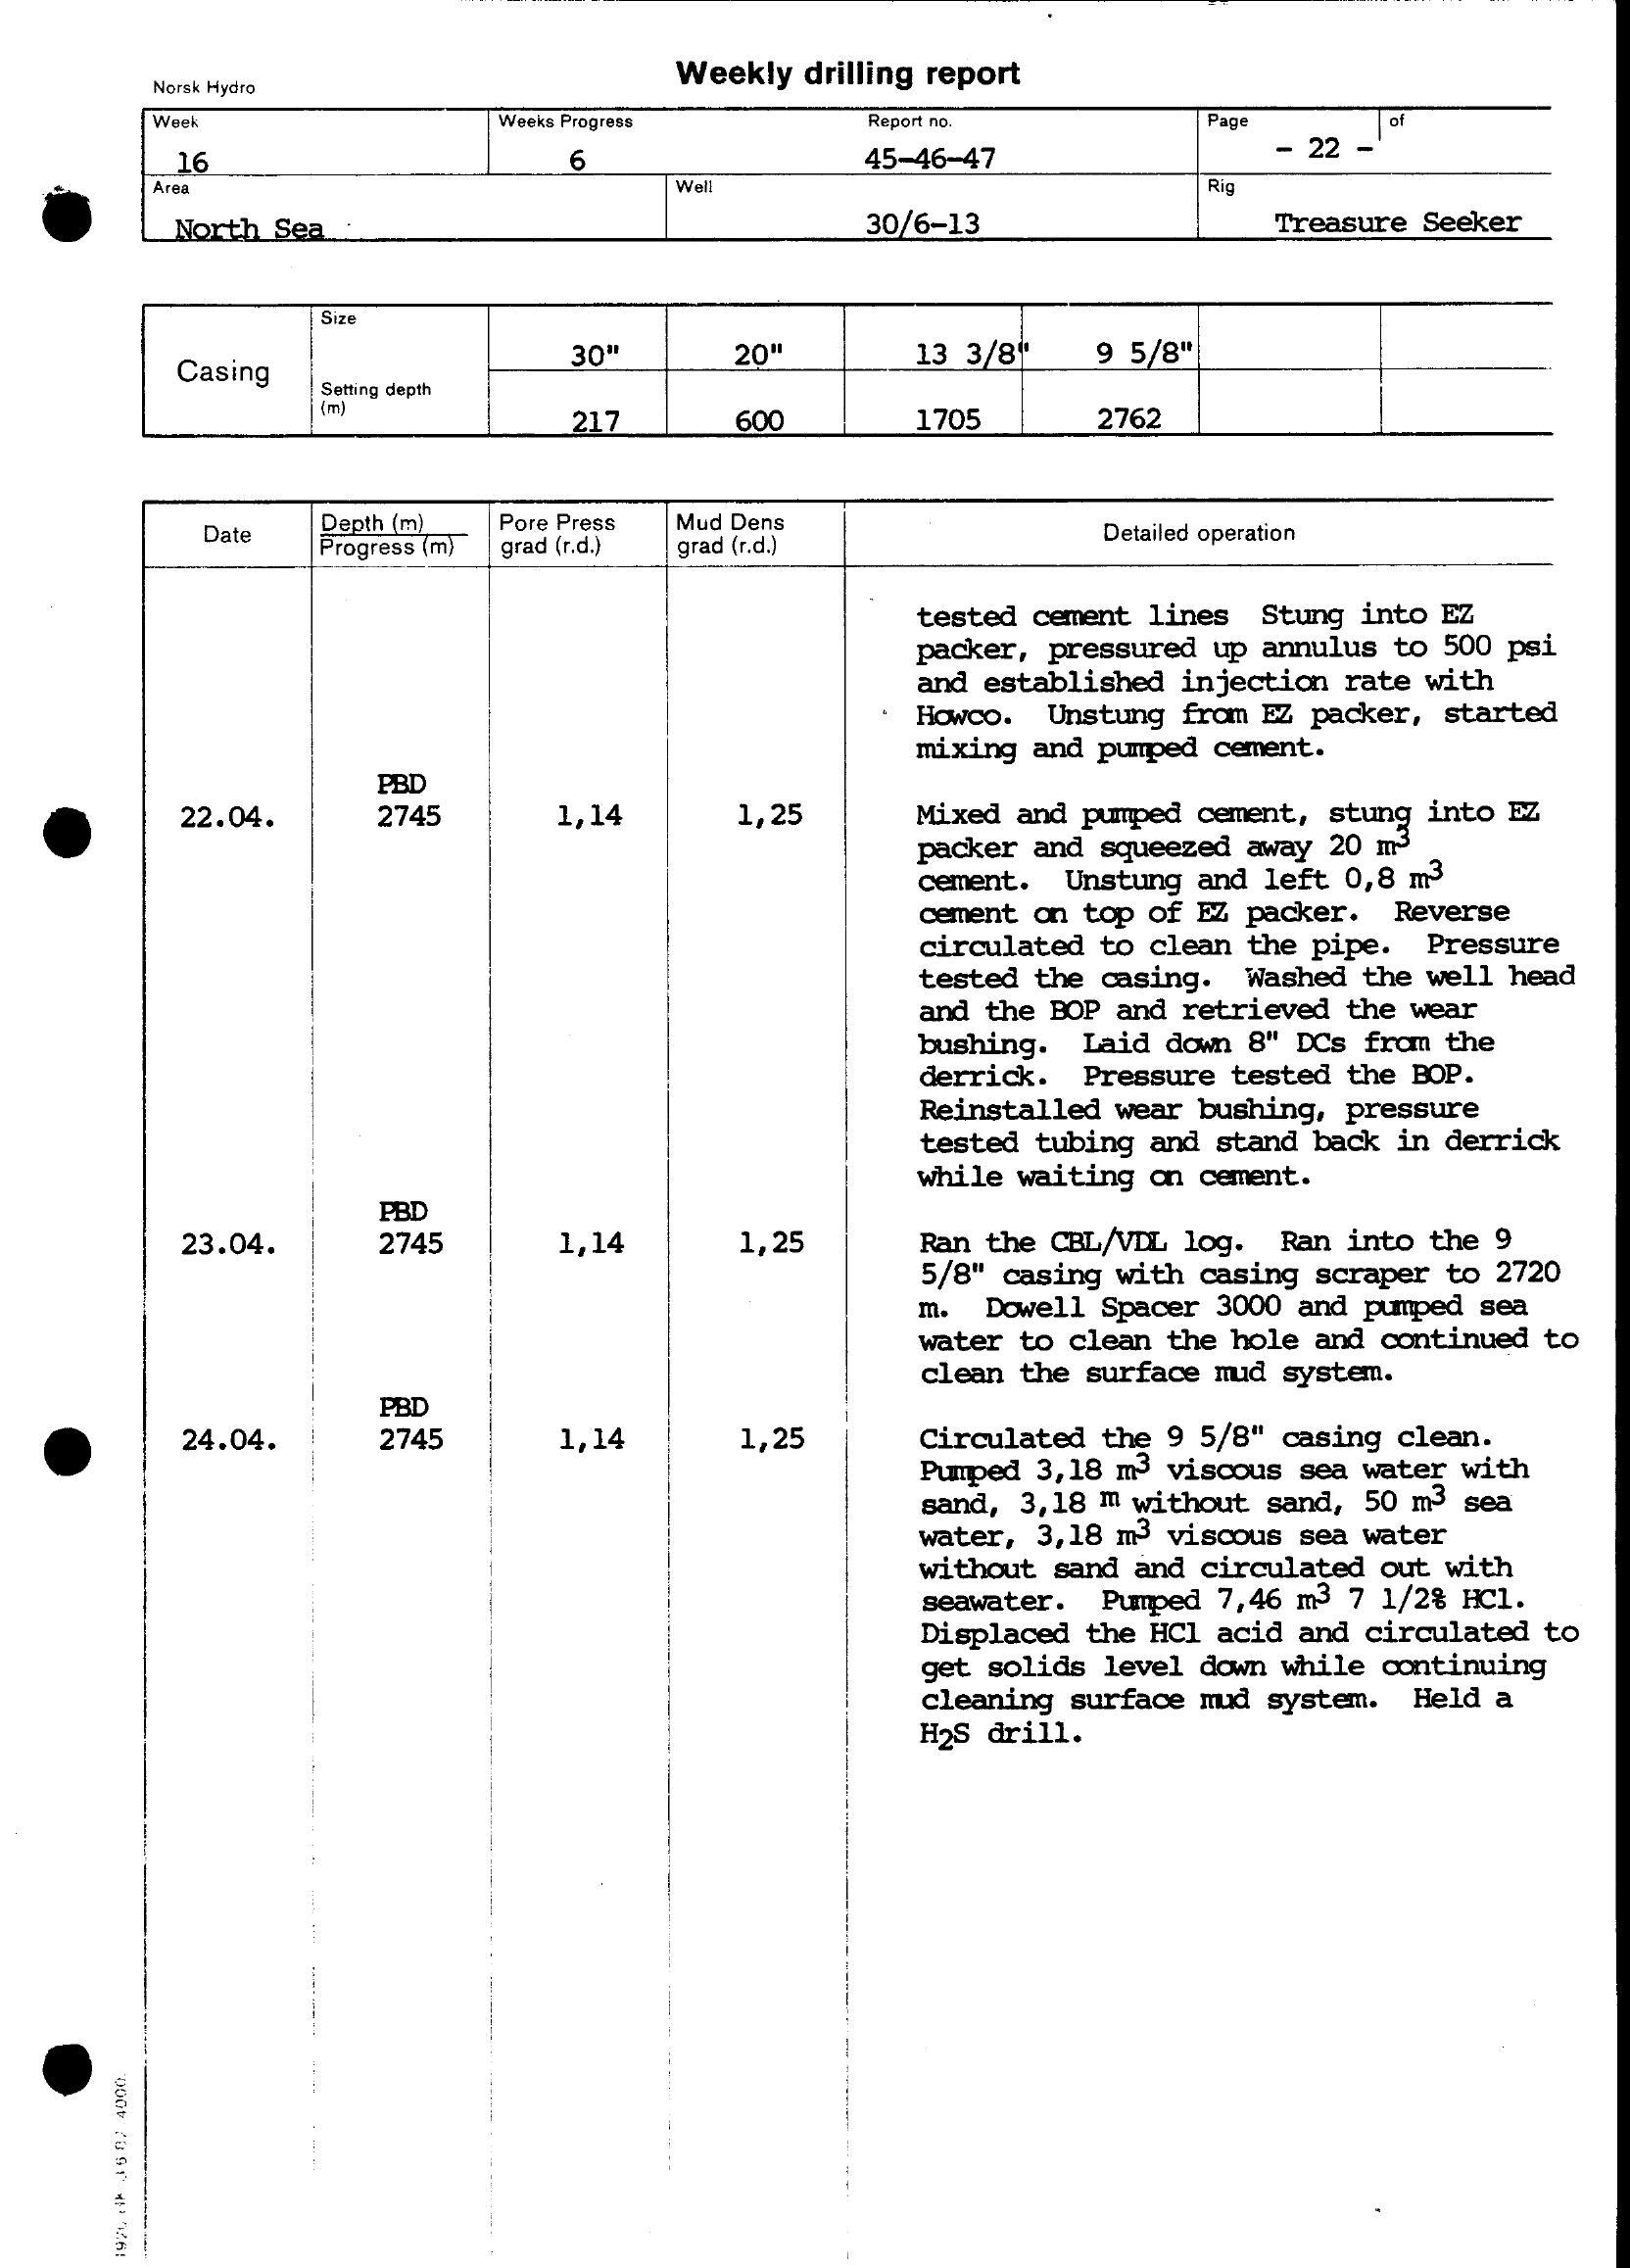 Weekly drilling report
Norsk Hydro
Week Weeks Progress Report no. Page of
16 6 45-46-47 - 22 -
Area Well Rig
North Sea 30/6-13 Treasure Seeker
Size
30" 20" 13 3/8" 9 5/8"
Casing
Setting depth
(m)
217 600 1705 2762
Date Depth (m) Pore Press Mud Dens Detailed operation
Progress (m) grad (r.d.) grad (r.d.)
tested cement lines Stung into EZ
packer, pressured up annulus to 500 psi
and established injection rate with
Howco. Unstung from EZ packer, started
mixing and pumped cement.
PBD
22.04. 2745 1,14 1,25 Mixed and pumped cement, stung into EZ
packer and squeezed away 20 m3
cement. Unstung and left 0,8 m3
cement on top of EZ packer. Reverse
circulated to clean the pipe. Pressure
tested the casing. Washed the well head
and the BOP and retrieved the wear
bushing. Laid down 8" DCs from the
derrick. Pressure tested the BOP.
Reinstalled wear bushing, pressure
tested tubing and stand back in derrick
while waiting on cement.
PBD
23.04. 2745 1,14 1,25 Ran the CBL/VDL log. Ran into the 9
5/8" casing with casing scraper to 2720
m. Dowell Spacer 3000 and pumped sea
water to clean the hole and continued to
clean the surface mud system.
PBD
24.04. 2745 1,14 1,25 Circulated the 9 5/8" casing clean.
Pumped 3,18 m3 viscous sea water with
sand, 3,18 m without sand, 50 m3 sea
water, 3,18 m3 viscous sea water
without sand and circulated out with
seawater. Pumped 7,46 m3 7 1/2% HCl.
Displaced the HCl acid and circulated to
get solids level down while continuing
cleaning surface mud system. Held a
H2S drill.
4000.